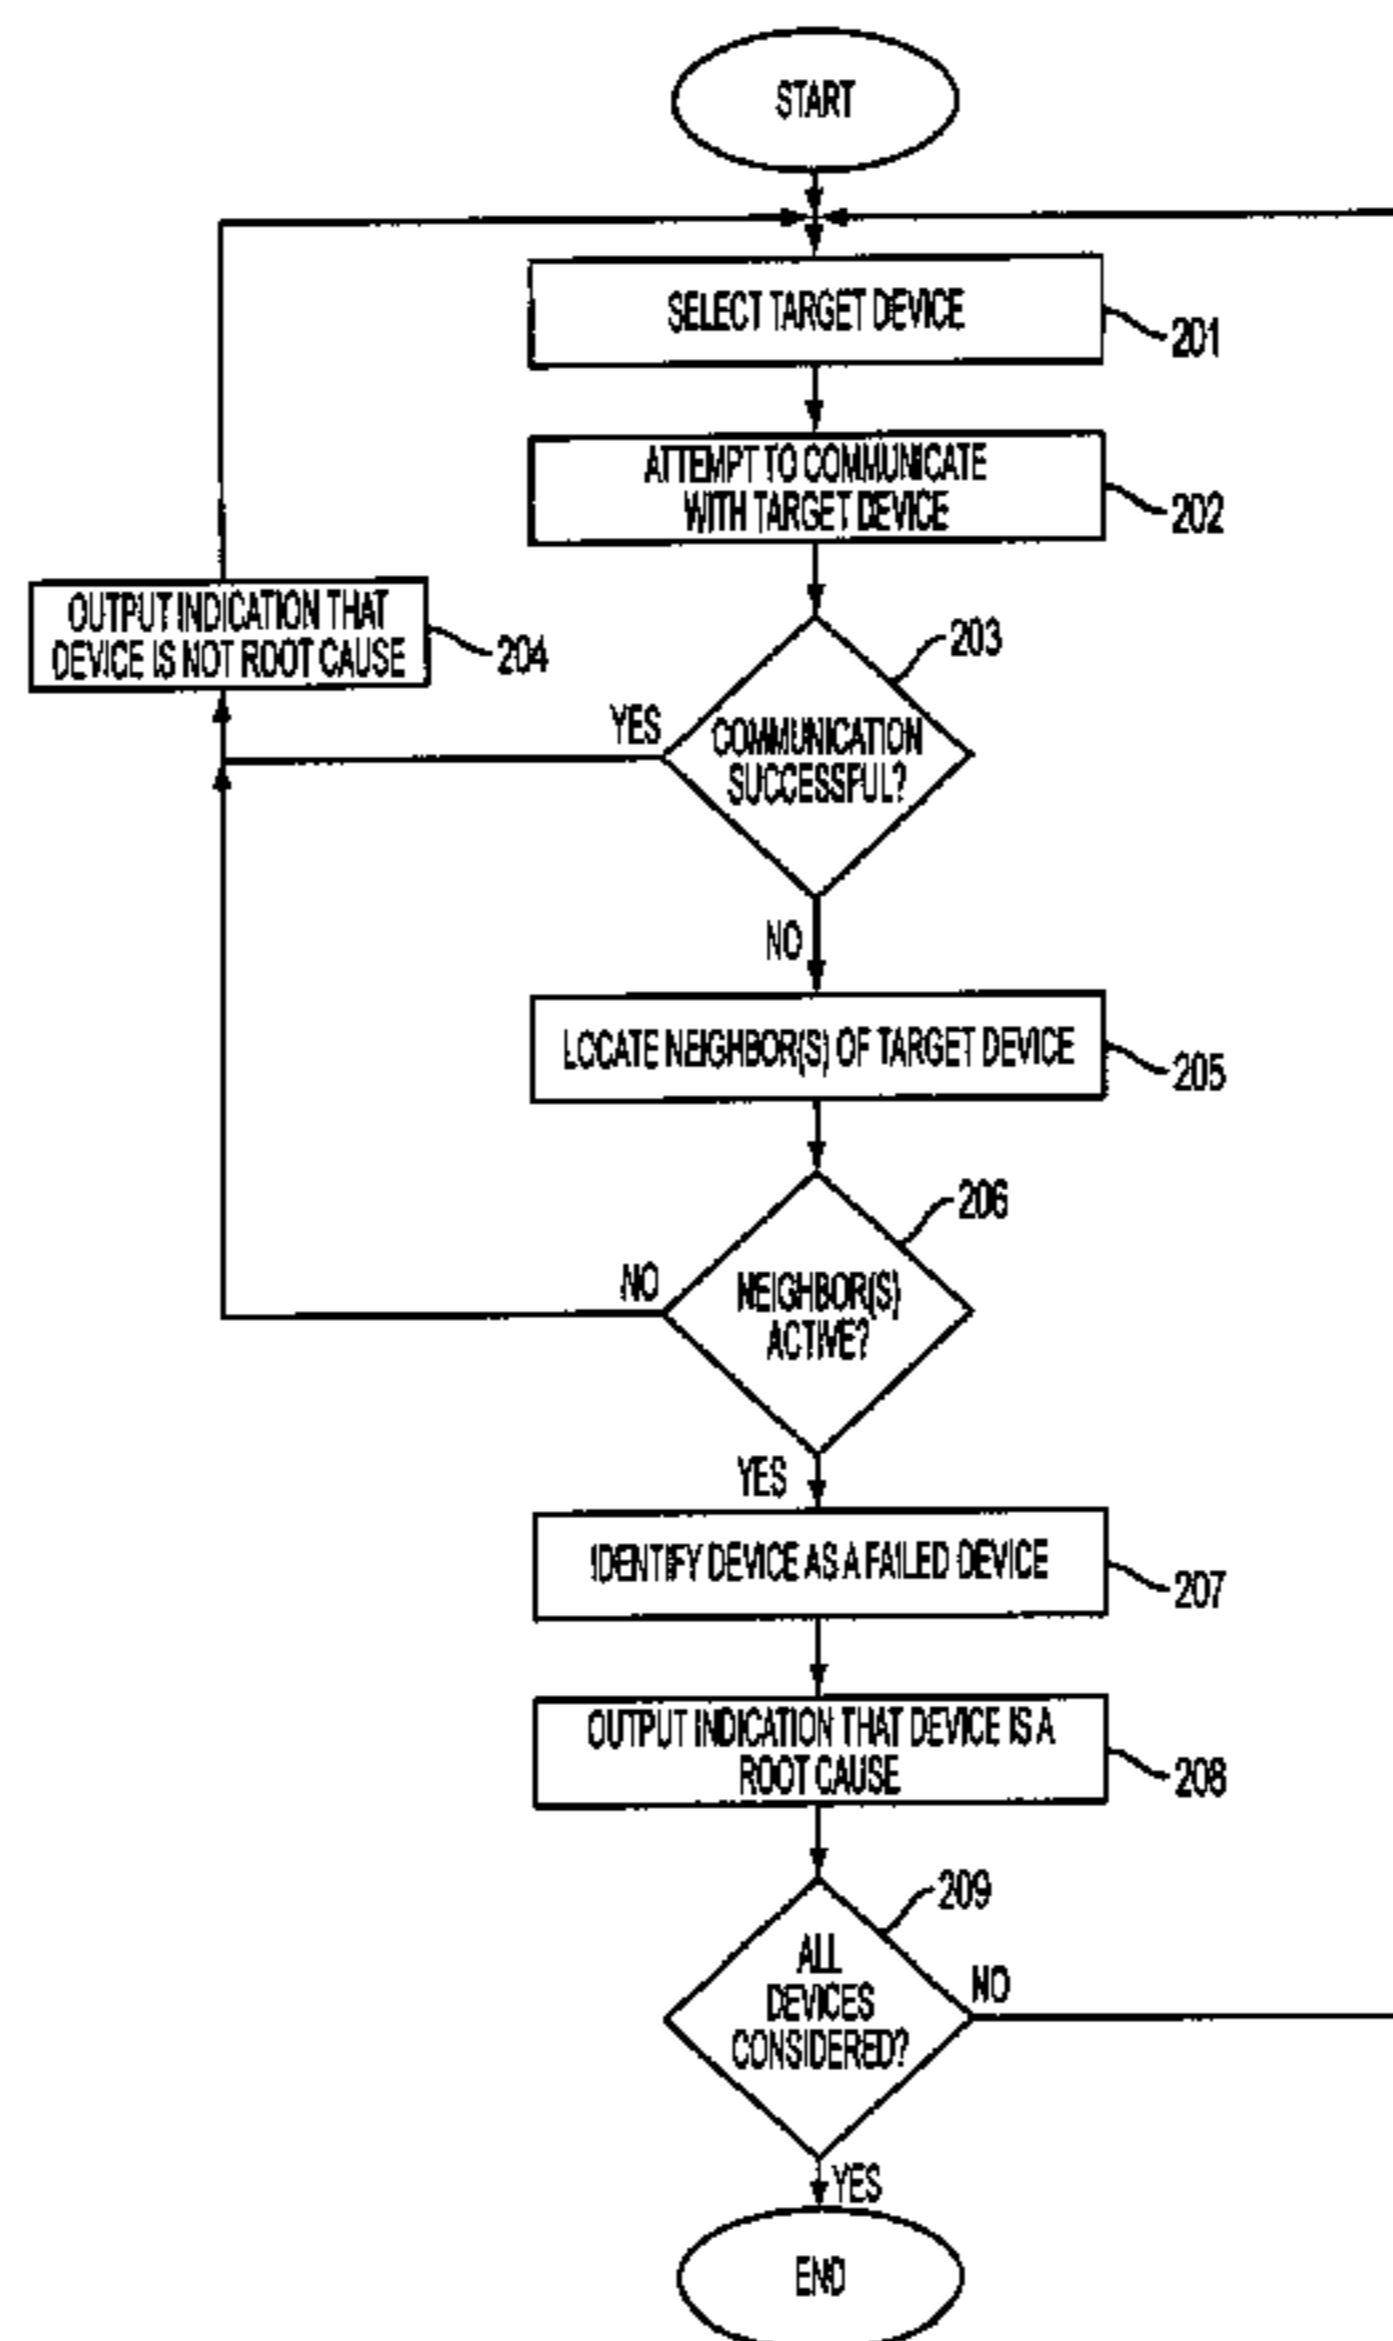 START
SELECT TARGET DEVICE
201
ATTEMPT TO COMMUNICATE
WITH TARGET DEVICE
202
OUTPUT INDICATION THAT
DEVICE IS NOT ROOT CAUSE
204
203
YES
COMMUNICATION
SUCCESSFUL?
NO
LOCATE NEIGHBOR(S) OF TARGET DEVICE
205
206
NO
NEIGHBOR(S)
ACTIVE?
YES
IDENTIFY DEVICE AS A FAILED DEVICE
207
OUTPUT INDICATION THAT DEVICE IS A
ROOT CAUSE
208
209
ALL
DEVICES
CONSIDERED?
NO
YES
END